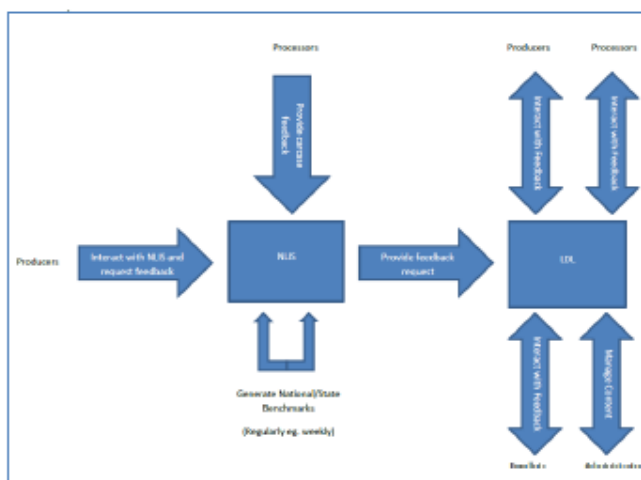 Processors
Producers
Processors
Provide carcase
feedback
Interact with Feedback
Interact with Feedback
Producers
Interact with NLIS and
request feedback
NLIS
Provide feedback
request
LDL
Interact with Feedback
Manage Content
Generate National/State
Benchmarks
(Regularly eg. weekly)